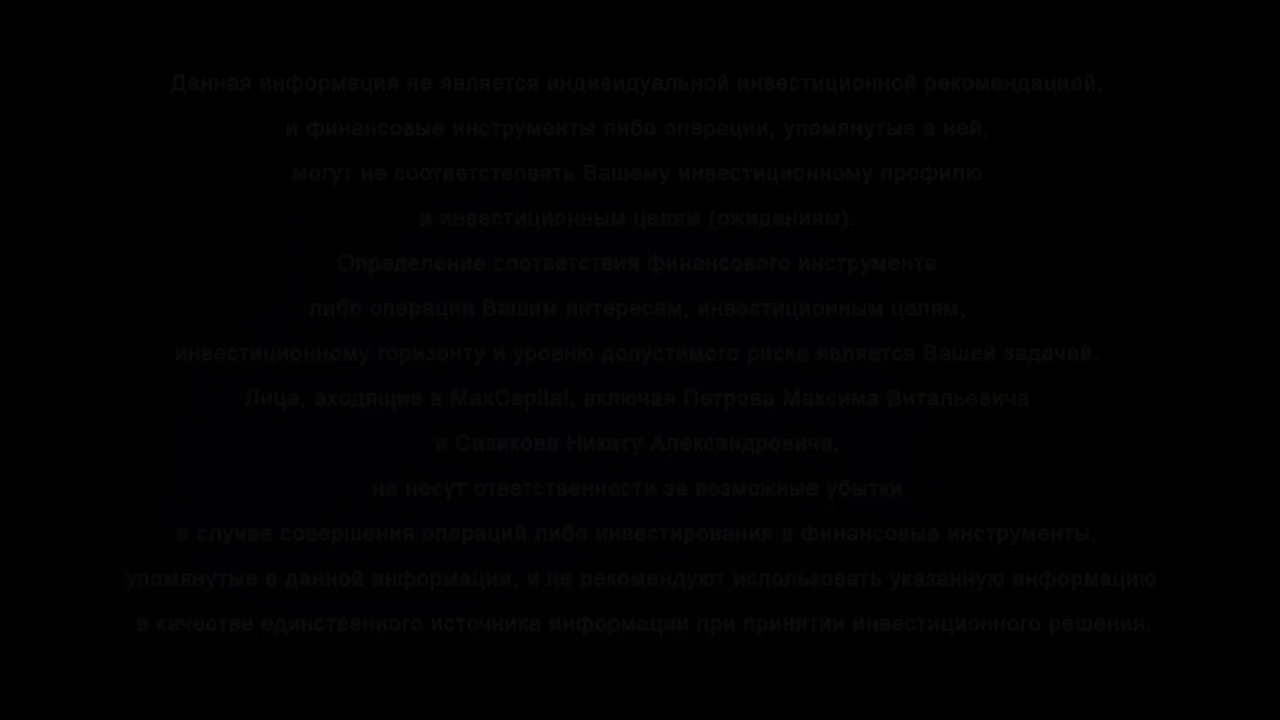 Данная информация не является индивидуальной инвестиционной рекомендацией,
и финансовые инструменты либо операции, упомянутые в ней,
могут не соответствовать Вашему инвестиционному профилю
и инвестиционным целям (ожиданиям).
Определение соответствия финансового инструмента
либо операции Вашим интересам, инвестиционным целям,
инвестиционному горизонту и уровню допустимого риска является Вашей задачей.
Лица, входящие в MaxCapital, включая Петрова Максима Витальевича
и Сизикова Никиту Александровича,
не несут ответственности за возможные убытки
в случае совершения операций либо инвестирования в финансовые инструменты,
упомянутые в данной информации, и не рекомендуют использовать указанную информацию
в качестве единственного источника информации при принятии инвестиционного решения.